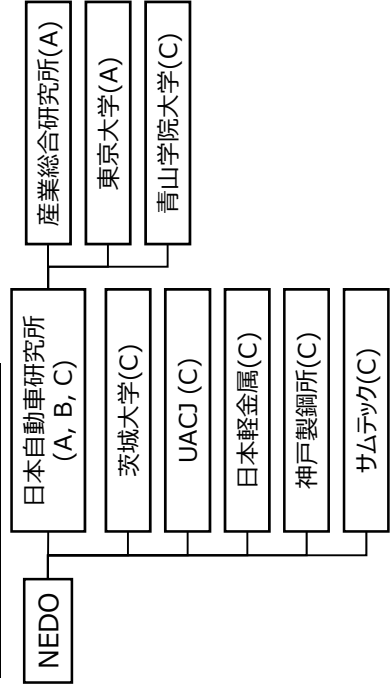 NEDO
日本自動車研究所
(A, B, C)
茨城大学(C)
UACJ (C)
日本軽金属(C)
神戸製鋼所(C)
サムテック(C)
産業総合研究所(A)
東京大学(A)
青山学院大学(C)